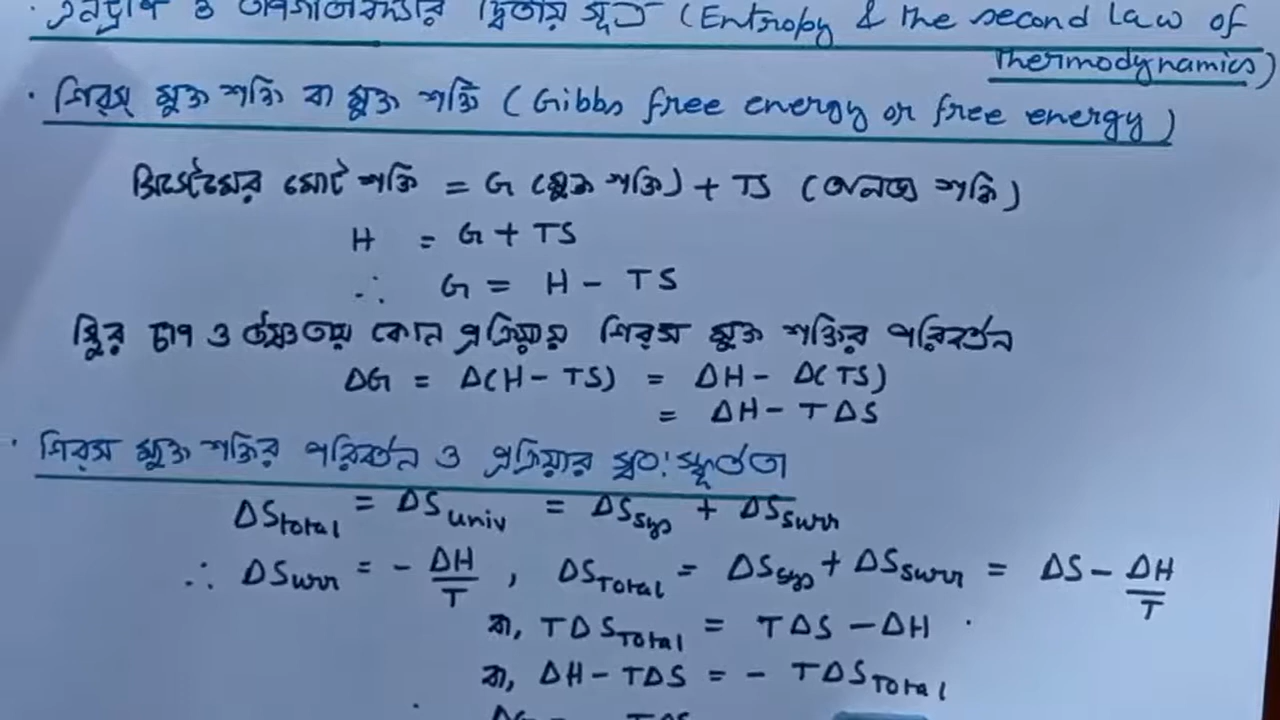 এনট্রপি ও তাপগতিবিদ্যার দ্বিতীয় সূত্র (Entropy & the second law of
thermodynamics)
· গিবস্ মুক্ত শক্তি বা মুক্ত শক্তি (Gibbs free energy or free energy)
সিস্টেমের মোট শক্তি = G (মুক্ত শক্তি) + TS (অলভ্য শক্তি)
H = G + TS
∴ G = H - TS
স্থির চাপ ও উষ্ণতায় কোন প্রক্রিয়ায় গিবস মুক্ত শক্তির পরিবর্তন
ΔG = Δ(H - TS) = ΔH - Δ(TS)
= ΔH - TΔS
· গিবস মুক্ত শক্তির পরিবর্তন ও প্রক্রিয়ার স্বতঃস্ফূর্ততা
ΔS_total = ΔS_univ = ΔS_sys + ΔS_surr
∴ ΔSurr = - ΔH/T , ΔS_Total = ΔS_sys + ΔS_surr = ΔS - ΔH/T
বা, TΔS_Total = TΔS - ΔH ·
বা, ΔH - TΔS = - TΔS_Total
ΔG = - TΔS